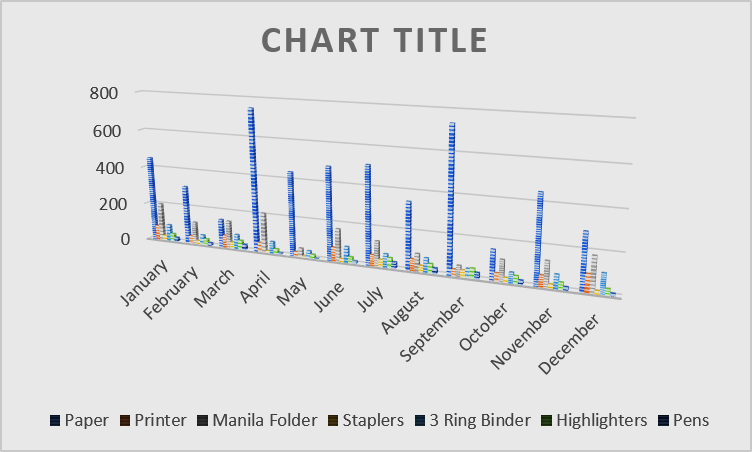 CHART TITLE
800
600
400
200
0
January
February
March
April
May
June
July
August
September
October
November
December
Paper Printer Manila Folder Staplers 3 Ring Binder Highlighters Pens